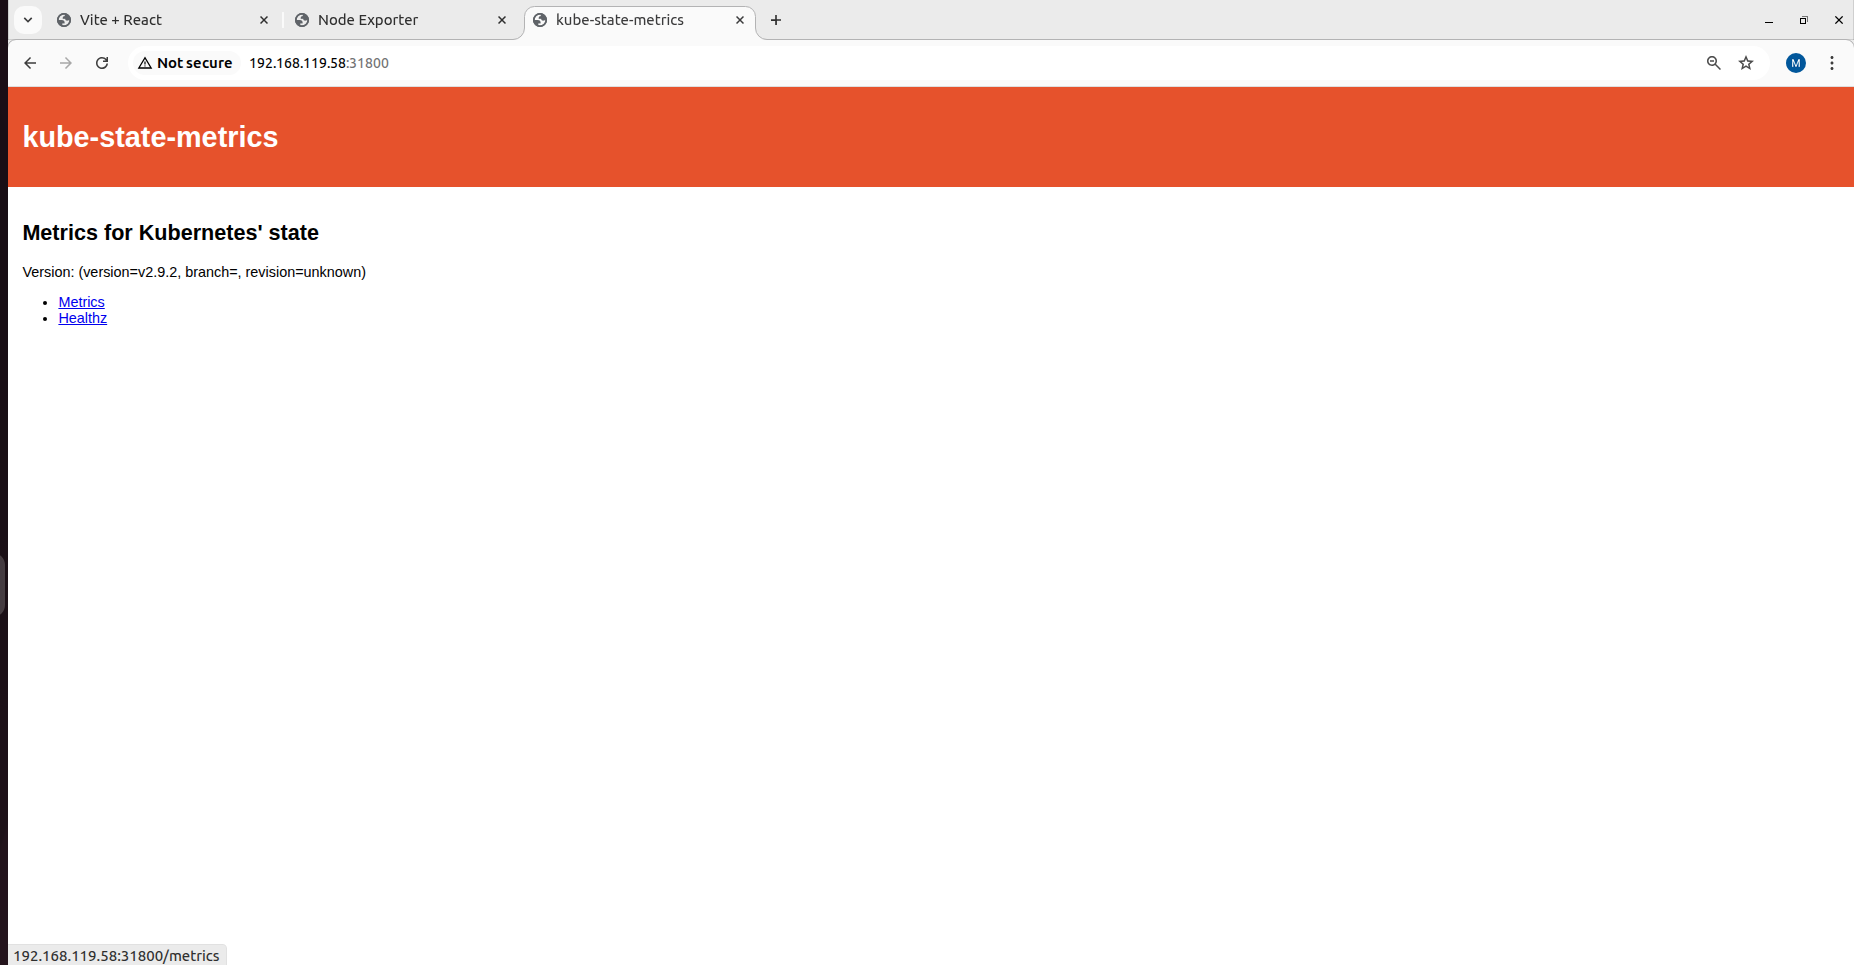 Vite + React
Node Exporter
kube-state-metrics
Not secure 192.168.119.58:31800
M
kube-state-metrics
Metrics for Kubernetes' state
Version: (version=v2.9.2, branch=, revision=unknown)
Metrics
Healthz
192.168.119.58:31800/metrics